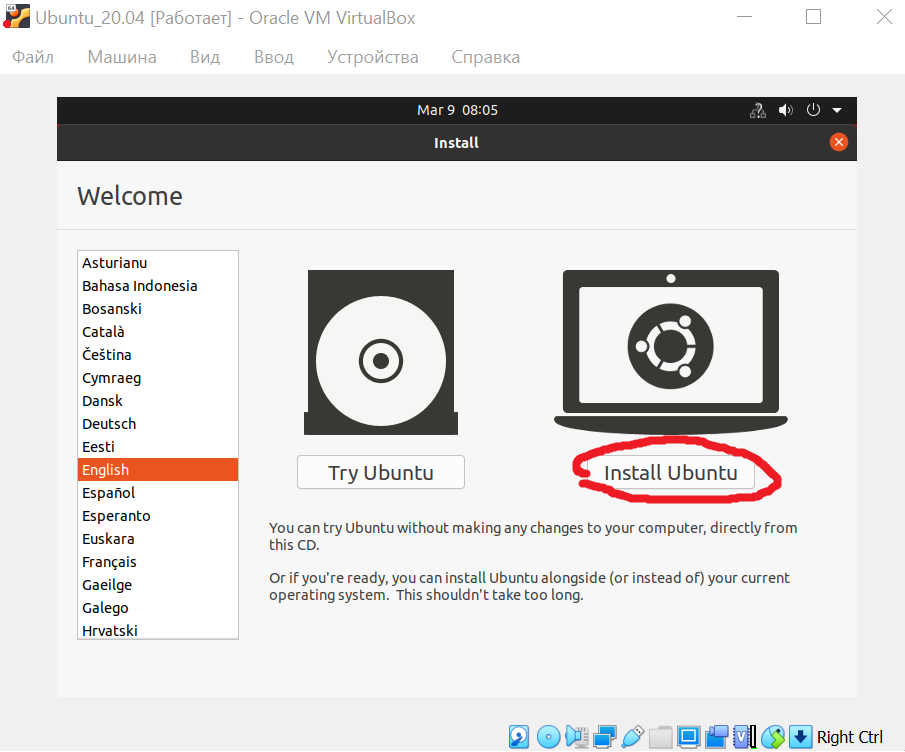 Ubuntu_20.04 [Работает] - Oracle VM VirtualBox
Файл Машина Вид Ввод Устройства Справка
Mar 9 08:05
Install
Welcome
Asturianu
Bahasa Indonesia
Bosanski
Català
Čeština
Cymraeg
Dansk
Deutsch
Eesti
English
Español
Esperanto
Euskara
Français
Gaeilge
Galego
Hrvatski
Try Ubuntu
Install Ubuntu
You can try Ubuntu without making any changes to your computer, directly from
this CD.
Or if you're ready, you can install Ubuntu alongside (or instead of) your current
operating system. This shouldn't take too long.
Right Ctrl